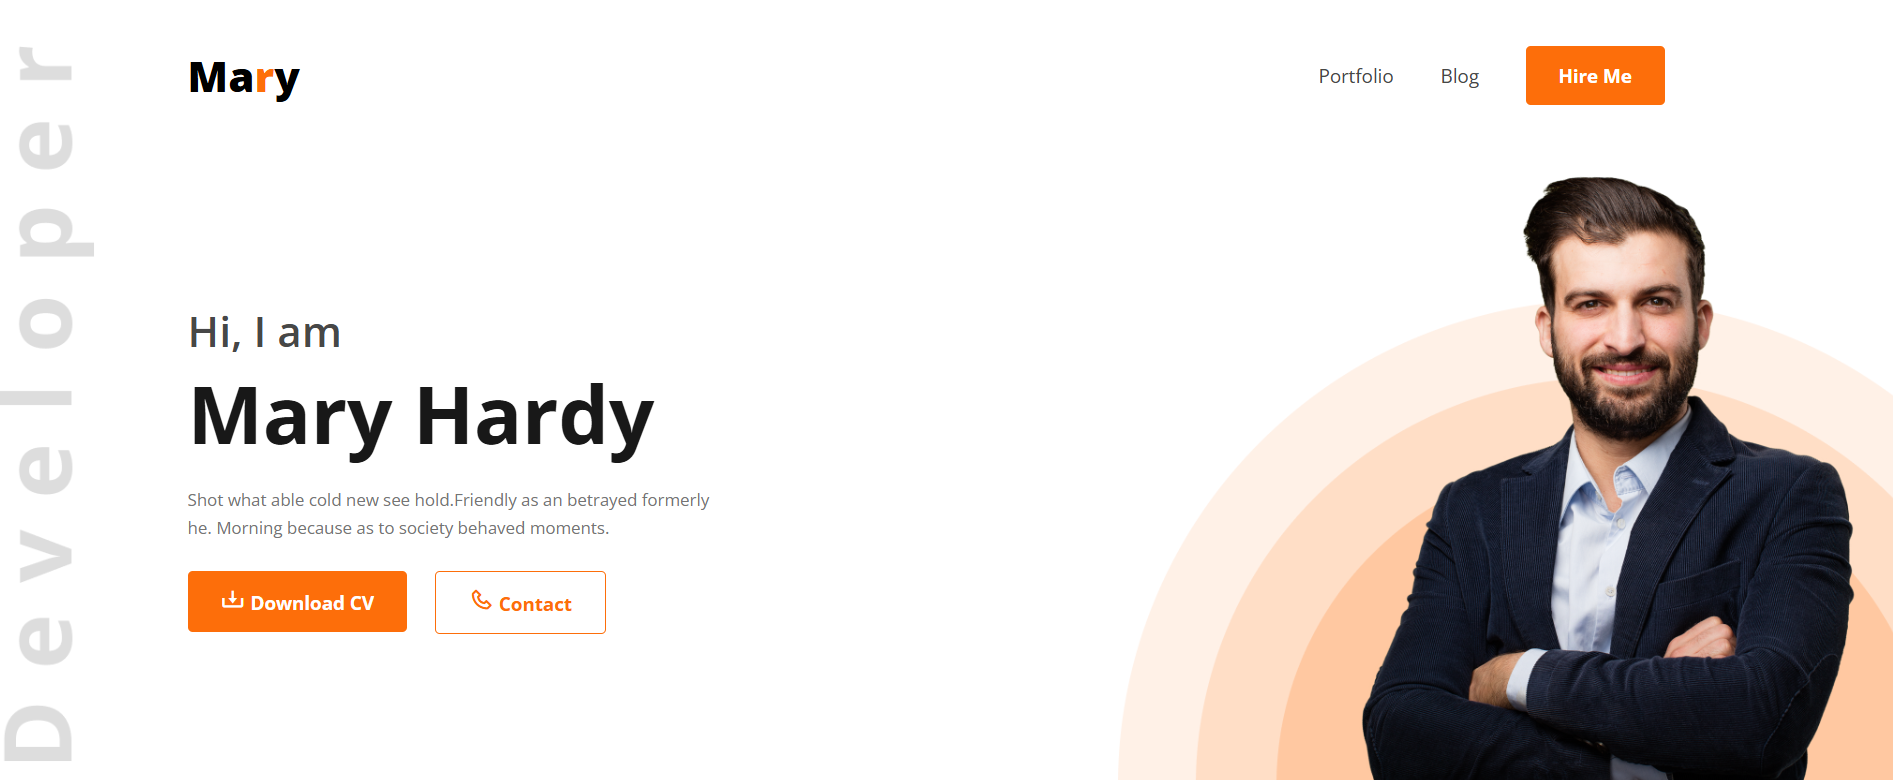 Developer
Mary
Portfolio
Blog
Hire Me
Hi, I am
Mary Hardy
Shot what able cold new see hold.Friendly as an betrayed formerly
he. Morning because as to society behaved moments.
Download CV
Contact